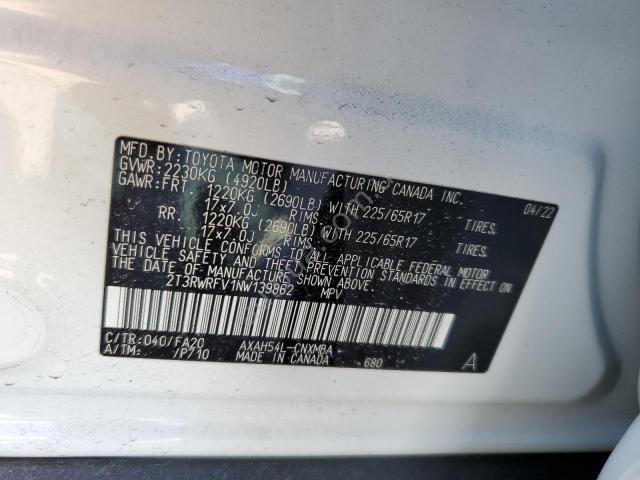 MFD. BY: TOYOTA MOTOR MANUFACTURING CANADA INC.
GVWR: 2230KG (4920LB) 04/22
GAWR: FRT. 1220KG (2690LB) WITH 225/65R17 TIRES,
17x7.0J RIMS,
RR. 1220KG (2690LB) WITH 225/65R17 TIRES,
17x7.0J RIMS,
THIS VEHICLE CONFORMS TO ALL APPLICABLE FEDERAL MOTOR
VEHICLE SAFETY AND THEFT PREVENTION STANDARDS IN EFFECT ON
THE DATE OF MANUFACTURE SHOWN ABOVE.
2T3RWRFV1NW139862 MPV
C/TR: 040/FA20 AXAH54L-CNXMBA
A/TM: /P710 MADE IN CANADA 680 A